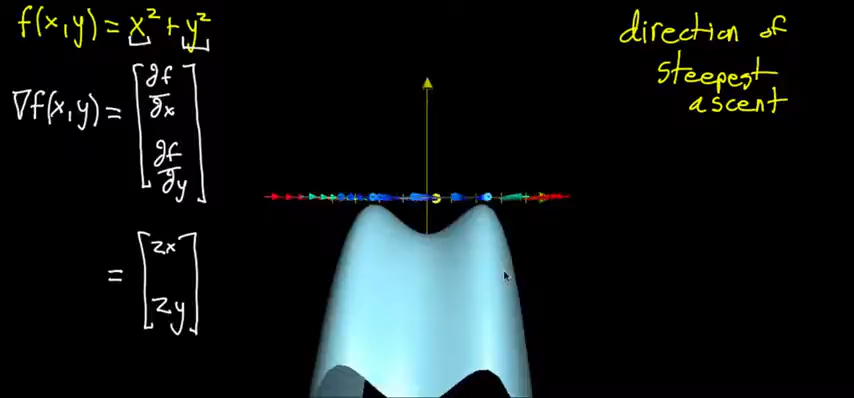 f(x,y) = x² + y²
∇f(x,y) = [∂f/∂x ∂f/∂y]
= [2x 2y]
direction of
steepest
ascent